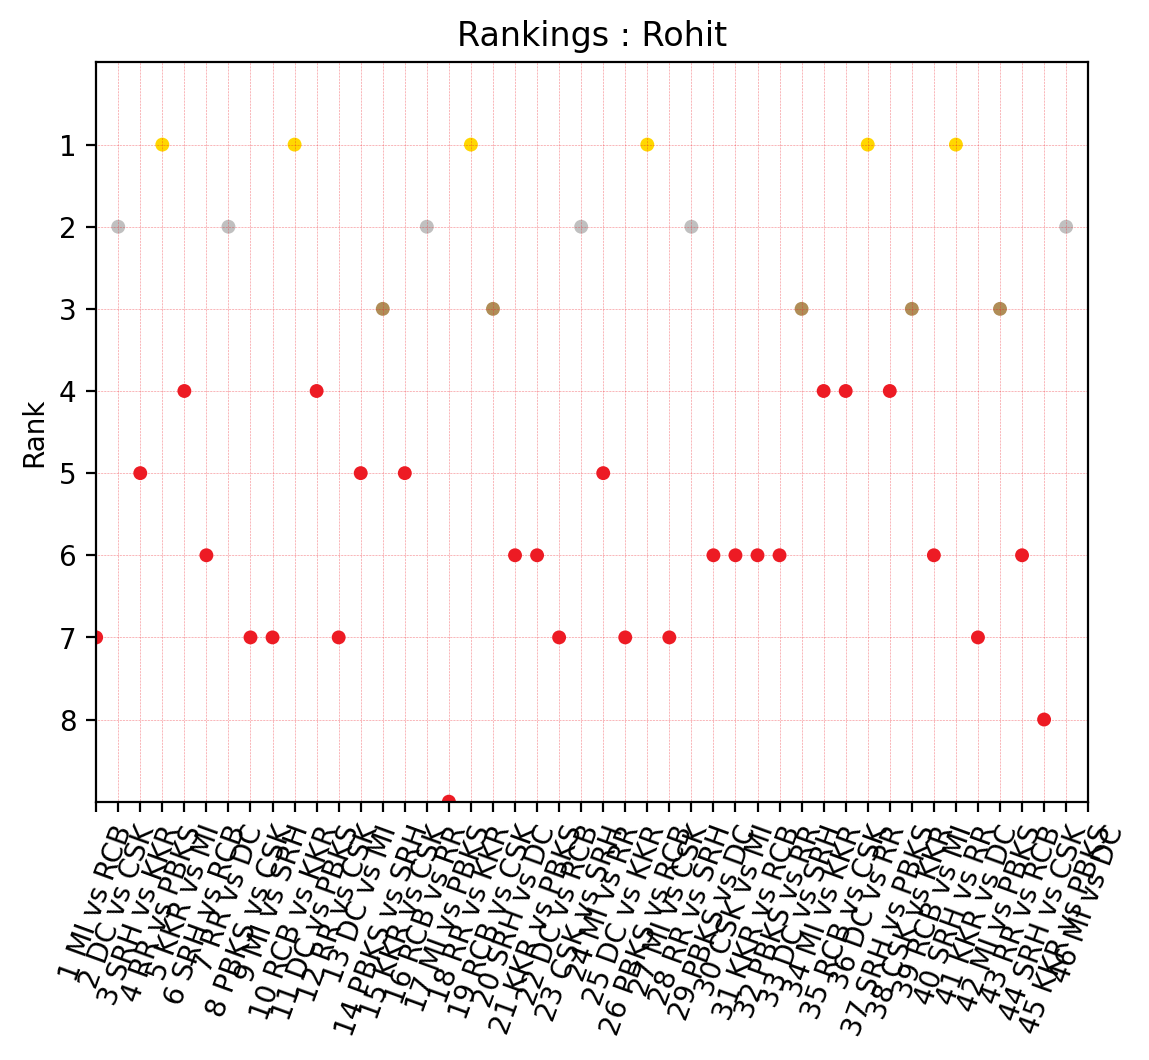 Rankings : Rohit
Rank
1
2
3
4
5
6
7
8
1 MI vs RCB
2 DC vs CSK
3 SRH vs KKR
4 RR vs PBKS
5 KKR vs MI
6 SRH vs RCB
7 RR vs DC
8 PBKS vs CSK
9 MI vs SRH
10 RCB vs KKR
11 DC vs PBKS
12 RR vs CSK
13 DC vs MI
14 PBKS vs SRH
15 KKR vs CSK
16 RCB vs RR
17 MI vs PBKS
18 RR vs KKR
19 RCB vs CSK
20 SRH vs DC
21 KKR vs PBKS
22 DC vs RCB
23 CSK vs SRH
24 MI vs RR
25 DC vs KKR
26 PBKS vs RCB
27 MI vs CSK
28 RR vs SRH
29 PBKS vs DC
30 CSK vs MI
31 KKR vs RCB
32 PBKS vs RR
33 DC vs SRH
34 MI vs KKR
35 RCB vs CSK
36 DC vs RR
37 SRH vs PBKS
38 CSK vs KKR
39 RCB vs MI
40 SRH vs RR
41 KKR vs DC
42 MI vs PBKS
43 RR vs RCB
44 SRH vs CSK
45 KKR vs PBKS
46 MI vs DC